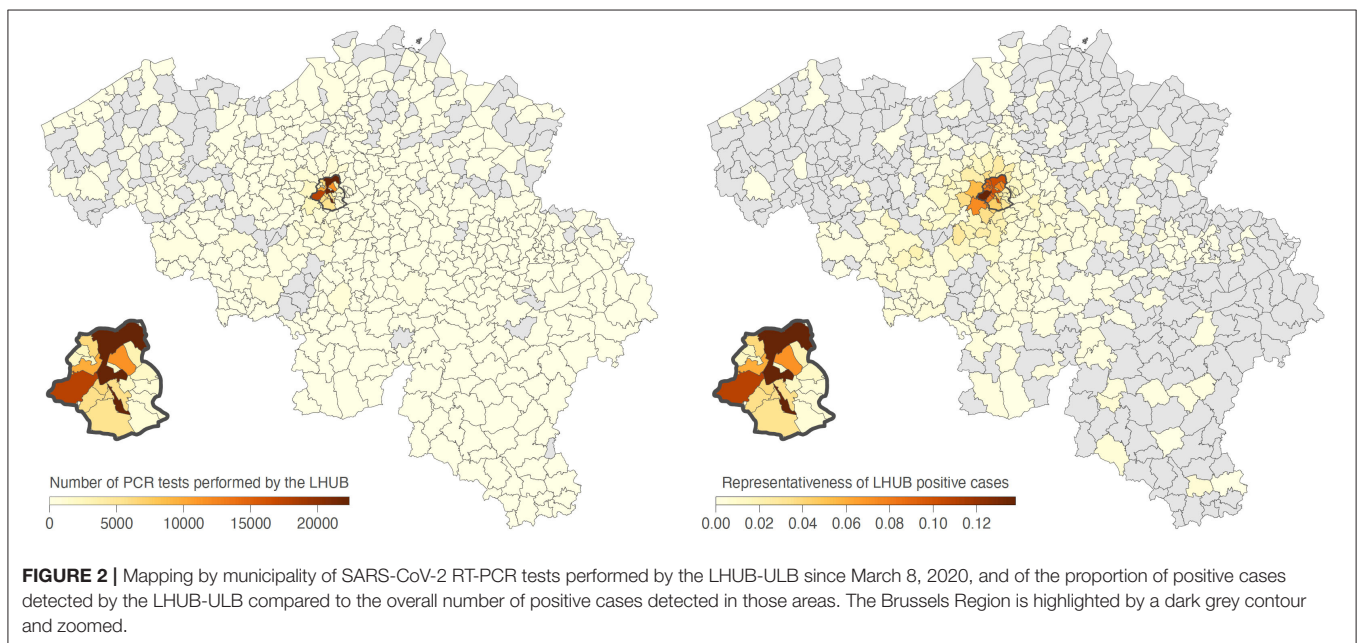 Number of PCR tests performed by the LHUB
0 5000 10000 15000 20000
Representativeness of LHUB positive cases
0.00 0.02 0.04 0.06 0.08 0.10 0.12
FIGURE 2 | Mapping by municipality of SARS-CoV-2 RT-PCR tests performed by the LHUB-ULB since March 8, 2020, and of the proportion of positive cases
detected by the LHUB-ULB compared to the overall number of positive cases detected in those areas. The Brussels Region is highlighted by a dark grey contour
and zoomed.